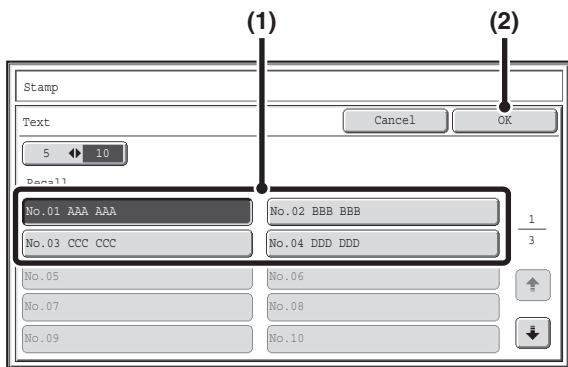 (1) (2)
Stamp
Text Cancel OK
5 10
Recall
No.01 AAA AAA No.02 BBB BBB 1
No.03 CCC CCC No.04 DDD DDD 3
No.05 No.06
No.07 No.08
No.09 No.10